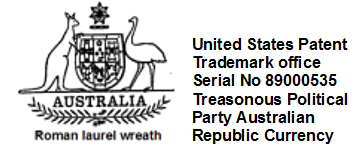 AUSTRALIA
Roman laurel wreath
United States Patent
Trademark office
Serial No 89000535
Treasonous Political
Party Australian
Republic Currency